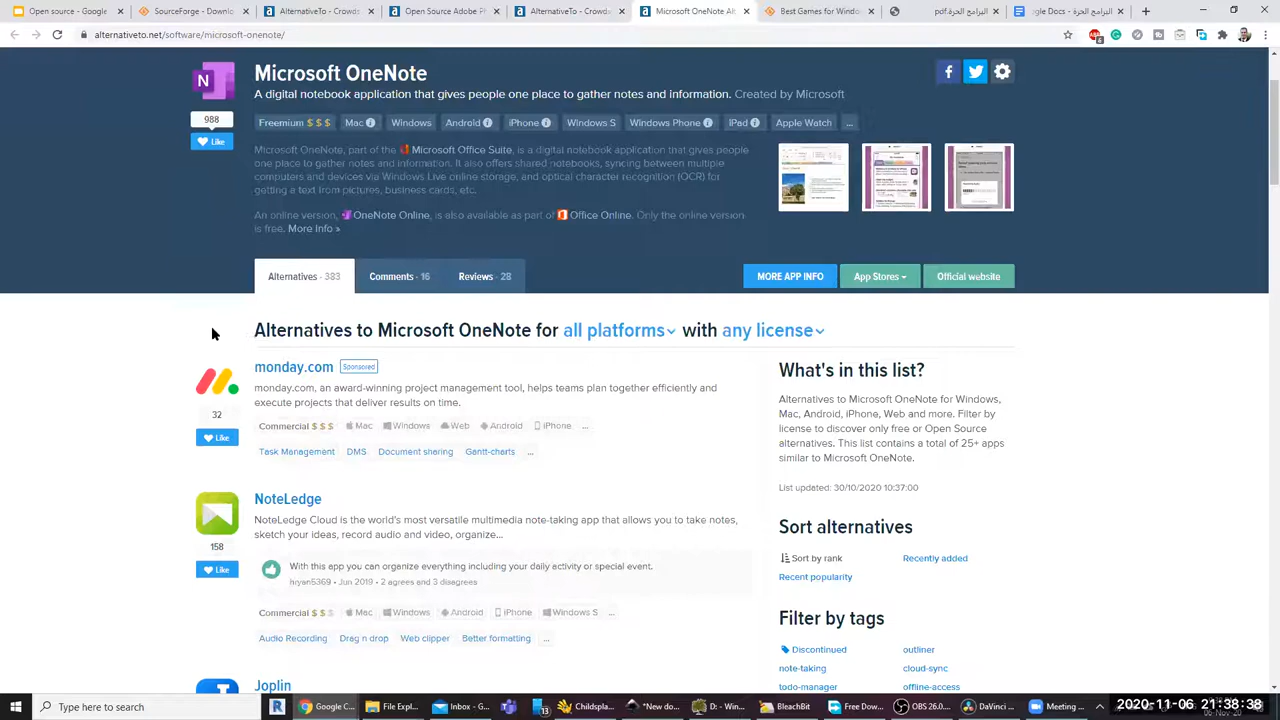 Open source - Google
SourceForge - Downlo
AlternativeTo - Crowds
Open Source Adobe Ph
AlternativeTo - Crowds
Microsoft OneNote Alt
Best Games for Window
البرامج الحرة.pdf
البرامج الحرة - Google Docs
alternativeto.net/software/microsoft-onenote/
Microsoft OneNote
A digital notebook application that gives people one place to gather notes and information. Created by Microsoft
988
Like
Freemium $ $ $ Mac Windows Android iPhone Windows S Windows Phone iPad Apple Watch ...
Microsoft OneNote, part of the Microsoft Office Suite, is a digital notebook application that gives people
to gather notes and information. It offers shared notebooks, syncing between multiple
and devices via Windows Live online storage, and optical character recognition (OCR) for
getting a text from pictures, business cards, etc.
An online version, OneNote Online, is also available as part of Office Online. Only the online version
is free. More Info »
Alternatives · 383 Comments · 16 Reviews · 28
MORE APP INFO App Stores Official website
Alternatives to Microsoft OneNote for all platforms with any license
monday.com Sponsored
monday.com, an award-winning project management tool, helps teams plan together efficiently and
execute projects that deliver results on time.
32
Like
Commercial $ $ $ Mac Windows Web Android iPhone ...
Task Management DMS Document sharing Gantt-charts ...
NoteLedge
NoteLedge Cloud is the world's most versatile multimedia note-taking app that allows you to take notes,
sketch your ideas, record audio and video, organize...
158
Like
With this app you can organize everything including your daily activity or special event.
hryan5369 • Jun 2019 • 2 agrees and 3 disagrees
Commercial $ $ $ Mac Windows Android iPhone Windows S ...
Audio Recording Drag n drop Web clipper Better formatting ...
Joplin
What's in this list?
Alternatives to Microsoft OneNote for Windows,
Mac, Android, iPhone, Web and more. Filter by
license to discover only free or Open Source
alternatives. This list contains a total of 25+ apps
similar to Microsoft OneNote.
List updated: 30/10/2020 10:37:00
Sort alternatives
Sort by rank Recently added
Recent popularity
Filter by tags
Discontinued outliner
note-taking cloud-sync
todo-manager offline-access
Type here to search
Google C...
File Expl...
Inbox - G...
Childspla...
*New do...
D: - Win...
BleachBit
Free Dow...
OBS 26.0...
DaVinci ...
Meeting ...
2020-11-06 21:38:38